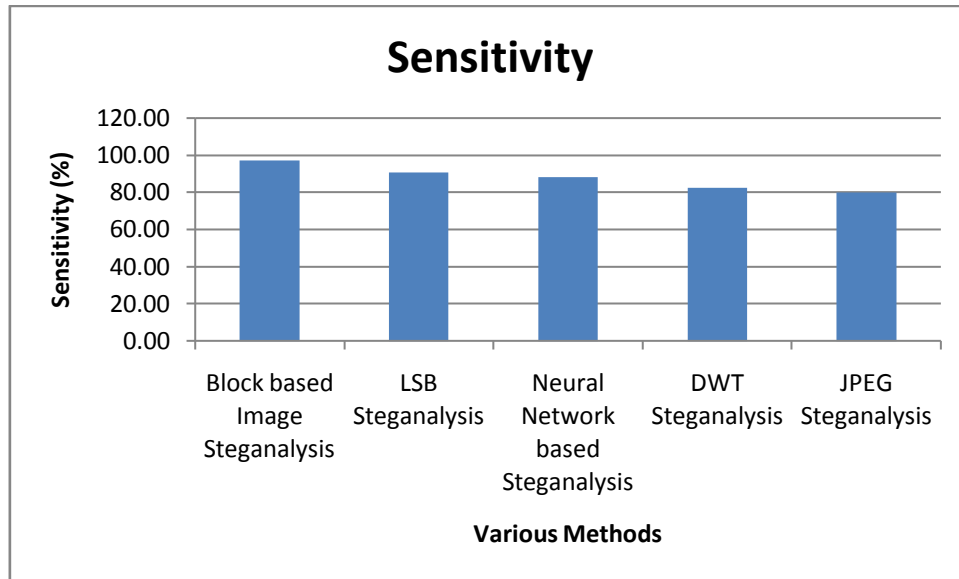 Sensitivity
Sensitivity (%)
120.00
100.00
80.00
60.00
40.00
20.00
0.00
Block based
Image
Steganalysis
LSB
Steganalysis
Neural
Network
based
Steganalysis
DWT
Steganalysis
JPEG
Steganalysis
Various Methods